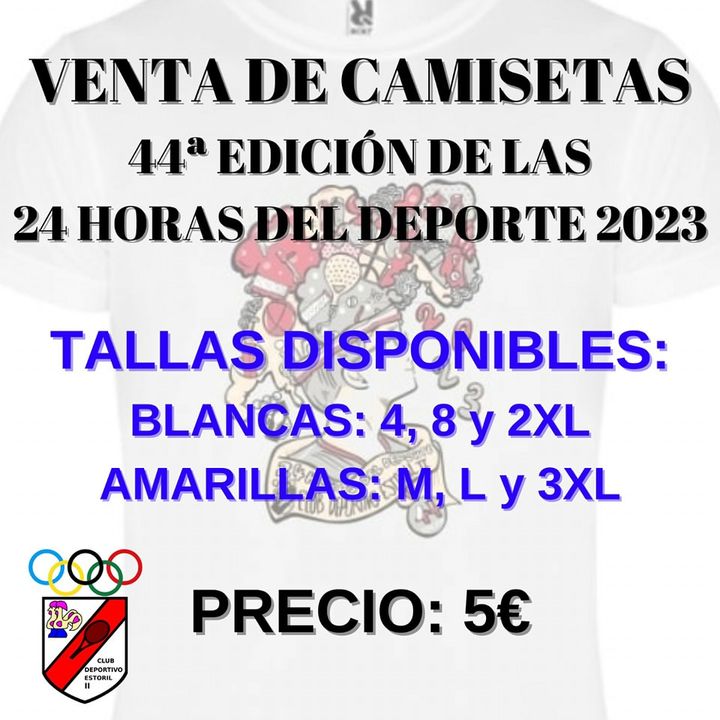 VENTA DE CAMISETAS
44ª EDICIÓN DE LAS
24 HORAS DEL DEPORTE 2023
TALLAS DISPONIBLES:
BLANCAS: 4, 8 y 2XL
AMARILLAS: M, L y 3XL
PRECIO: 5€
CLUB
DEPORTIVO
ESTORIL
II